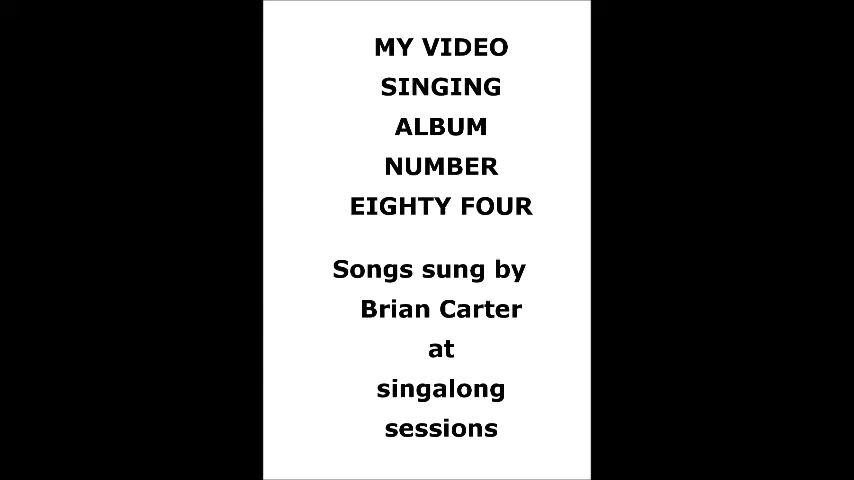 MY VIDEO
SINGING
ALBUM
NUMBER
EIGHTY FOUR
Songs sung by
Brian Carter
at
singalong
sessions